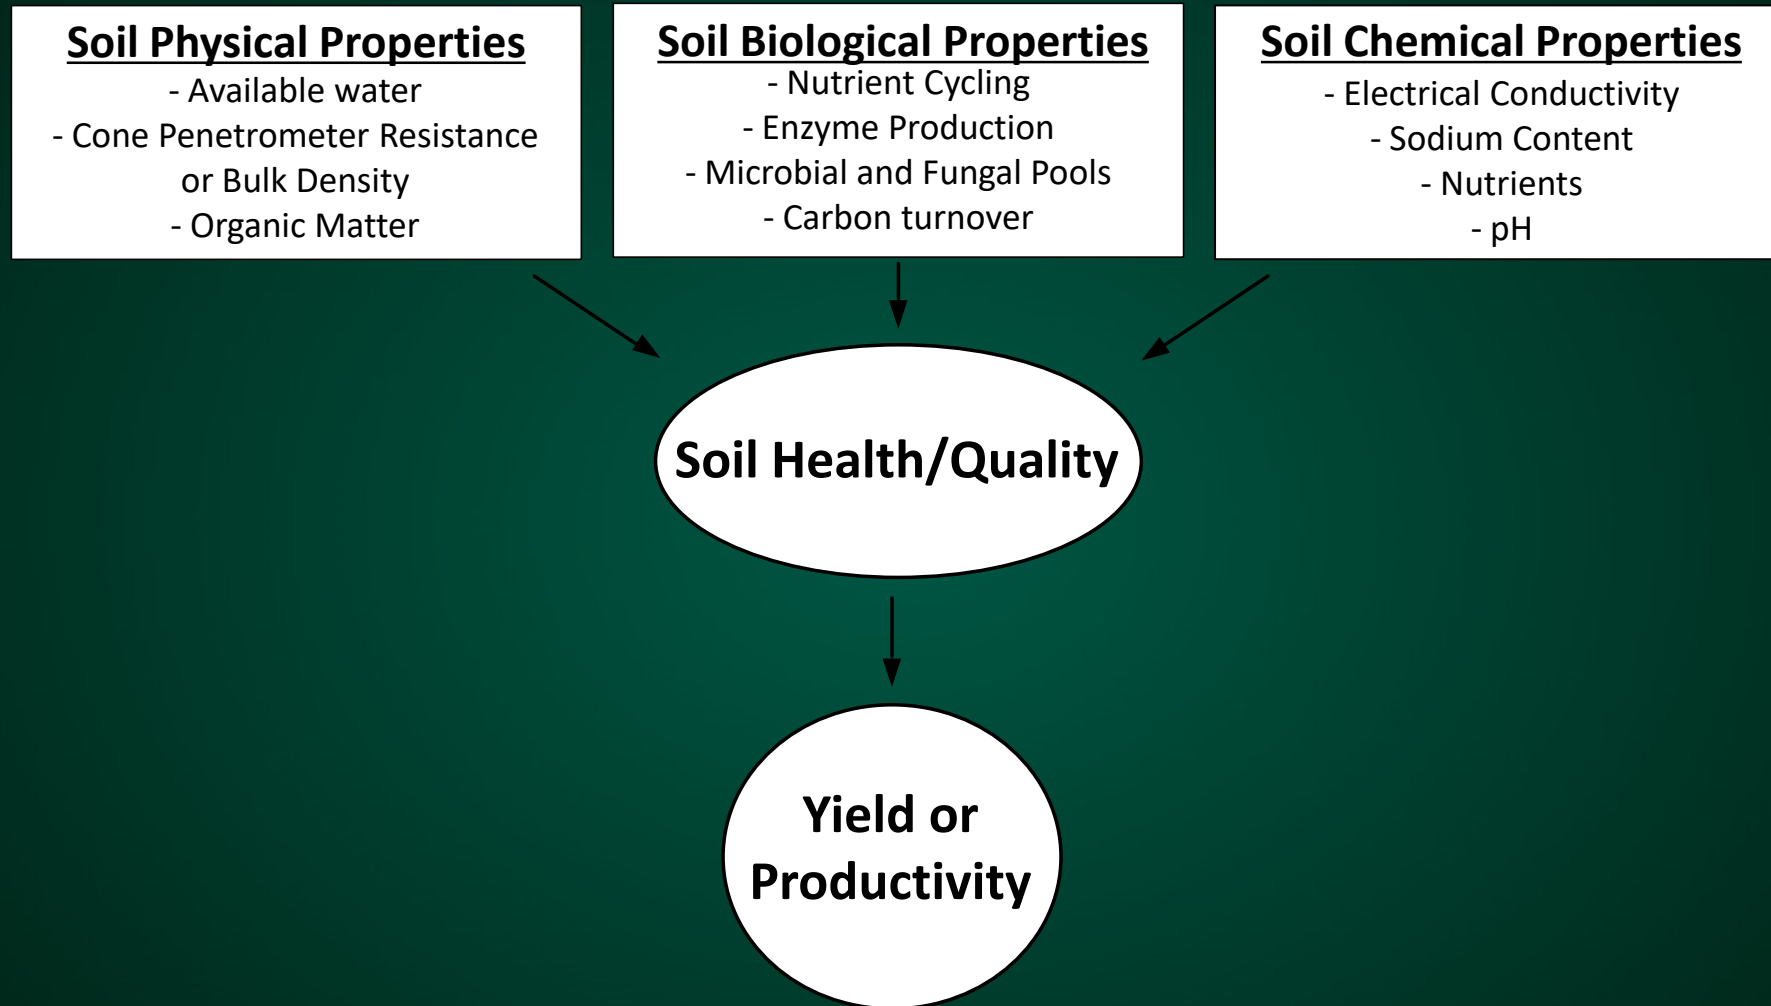 Soil Physical Properties
- Available water
- Cone Penetrometer Resistance
or Bulk Density
- Organic Matter
Soil Biological Properties
- Nutrient Cycling
- Enzyme Production
- Microbial and Fungal Pools
- Carbon turnover
Soil Chemical Properties
- Electrical Conductivity
- Sodium Content
- Nutrients
- pH
Soil Health/Quality
Yield or
Productivity